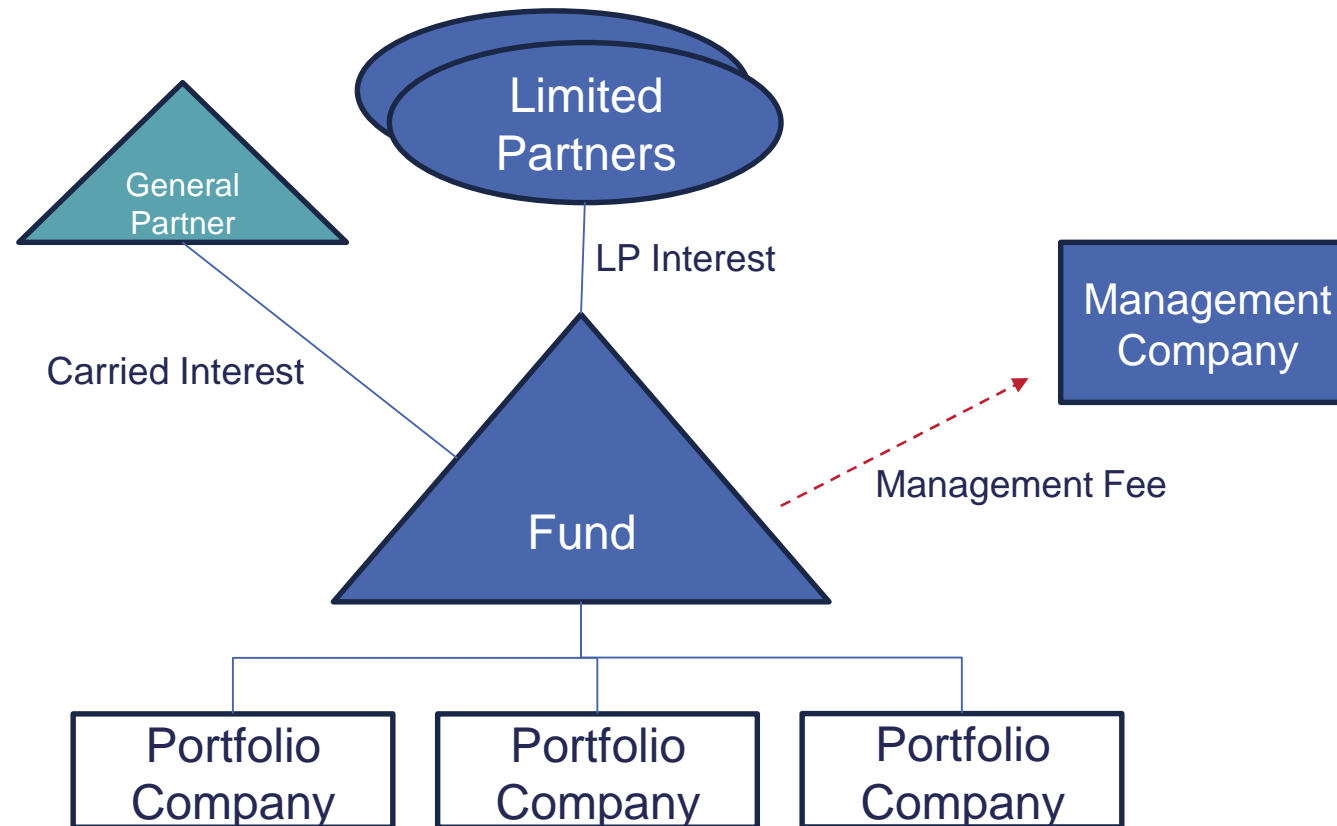 Limited
Partners
General
Partner
LP Interest
Management
Company
Carried Interest
Management Fee
Fund
Portfolio
Company
Portfolio
Company
Portfolio
Company